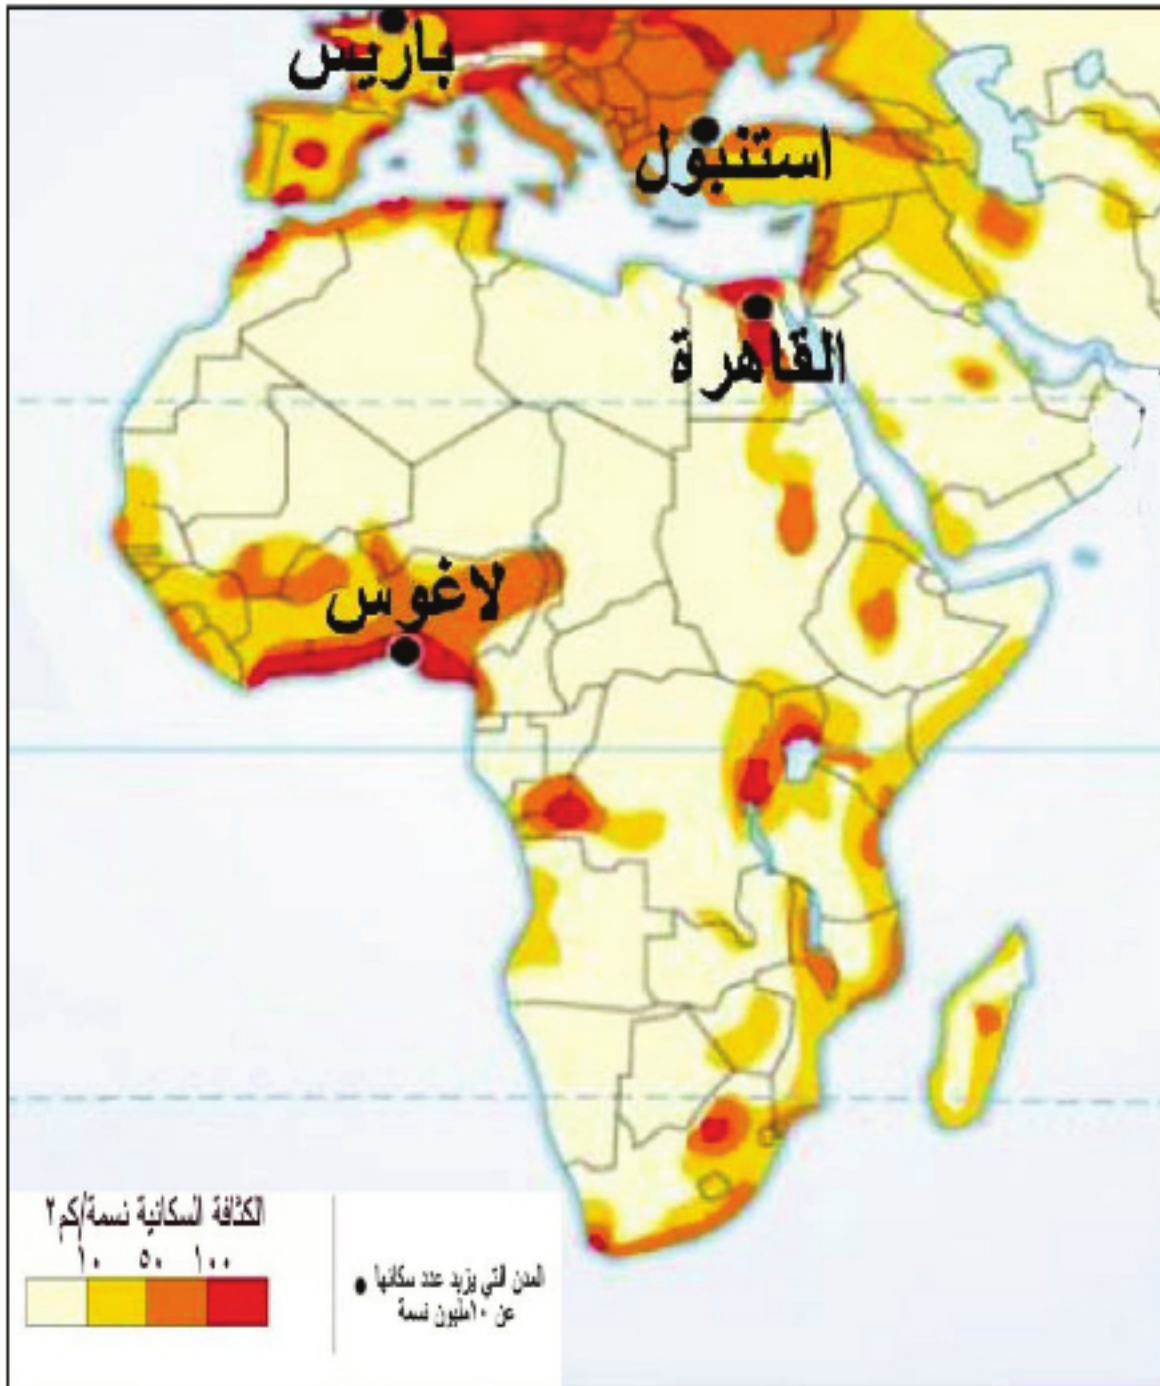 باريس
استنبول
القاهرة
لاغوس
الكثافة السكانية نسمة/كم٢
١٠ ٥٠ ١٠٠
المدن التي يزيد عدد سكانها
عن ١٠مليون نسمة